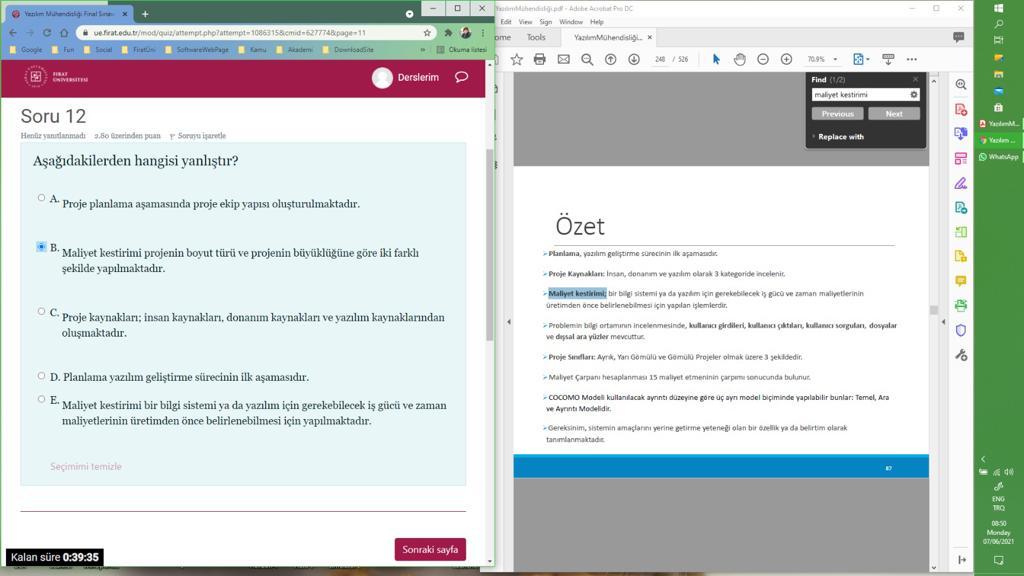 Yazılım Mühendisliği Final Sınav
ue.firat.edu.tr/mod/quiz/attempt.php?attempt=1086315&cmid=627774&page=11
Google
Fun
Social
FıratÜni
SoftwareWebPage
Kamu
Akademi
DownloadSite
»
Okuma listesi
FIRAT
ÜNİVERSİTESİ
Derslerim
Soru 12
Henüz yanıtlanmadı 2.80 üzerinden puan Soruyu işaretle
Aşağıdakilerden hangisi yanlıştır?
A. Proje planlama aşamasında proje ekip yapısı oluşturulmaktadır.
B. Maliyet kestirimi projenin boyut türü ve projenin büyüklüğüne göre iki farklı
şekilde yapılmaktadır.
C. Proje kaynakları; insan kaynakları, donanım kaynakları ve yazılım kaynaklarından
oluşmaktadır.
D. Planlama yazılım geliştirme sürecinin ilk aşamasıdır.
E. Maliyet kestirimi bir bilgi sistemi ya da yazılım için gerekebilecek iş gücü ve zaman
maliyetlerinin üretimden önce belirlenebilmesi için yapılmaktadır.
Seçimimi temizle
Sonraki sayfa
Kalan süre 0:39:35
YazılımMühendisliği.pdf - Adobe Acrobat Pro DC
Edit View Sign Window Help
ome Tools YazılımMühendisliği...
248 / 526
70.9%
Find (1/2)
maliyet kestirimi
Previous Next
Replace with
Özet
Planlama, yazılım geliştirme sürecinin ilk aşamasıdır.
Proje Kaynakları: İnsan, donanım ve yazılım olarak 3 kategoride incelenir.
Maliyet kestirimi; bir bilgi sistemi ya da yazılım için gerekebilecek iş gücü ve zaman maliyetlerinin
üretimden önce belirlenebilmesi için yapılan işlemlerdir.
Problemin bilgi ortamının incelenmesinde, kullanıcı girdileri, kullanıcı çıktıları, kullanıcı sorguları, dosyalar
ve dışsal ara yüzler mevcuttur.
Proje Sınıfları: Ayrık, Yarı Gömülü ve Gömülü Projeler olmak üzere 3 şekildedir.
Maliyet Çarpanı hesaplanması 15 maliyet etmeninin çarpımı sonucunda bulunur.
COCOMO Modeli kullanılacak ayrıntı düzeyine göre üç ayrı model biçiminde yapılabilir bunlar: Temel, Ara
ve Ayrıntı Modelidir.
Gereksinim, sistemin amaçlarını yerine getirme yeteneği olan bir özellik ya da belirtim olarak
tanımlanmaktadır.
87
YazılımM...
Yazılım ...
WhatsApp
ENG
TRQ
08:50
Monday
07/06/2021